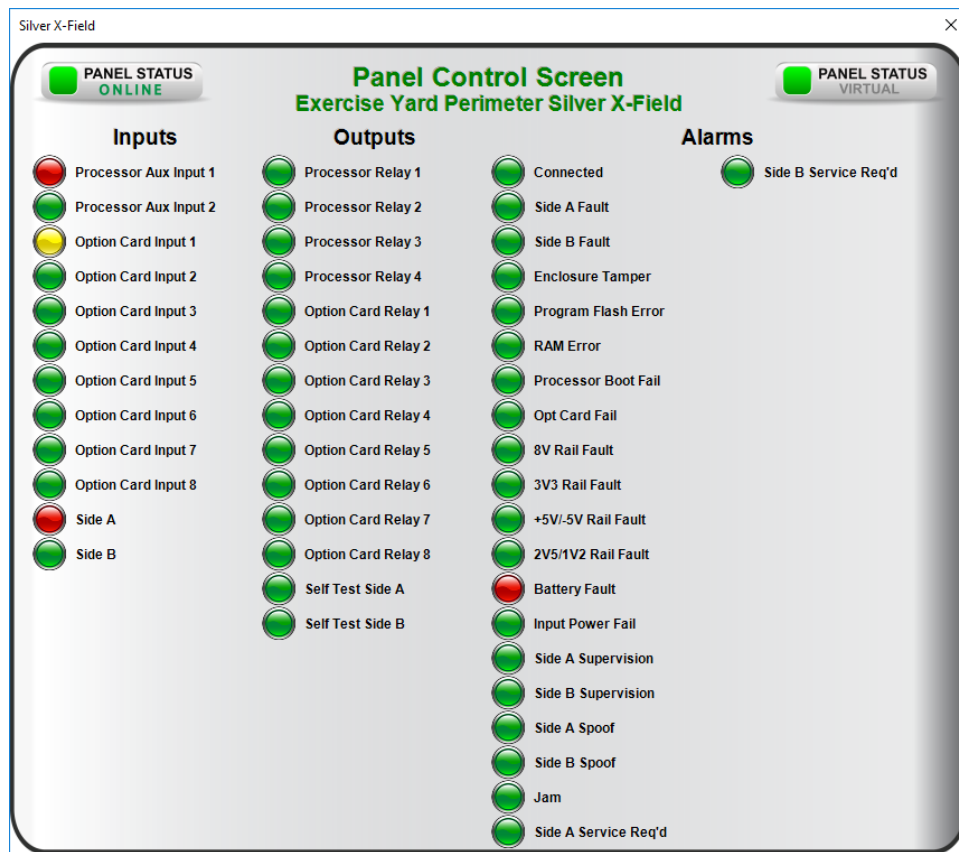 Silver X-Field
PANEL STATUS
ONLINE
Panel Control Screen
Exercise Yard Perimeter Silver X-Field
PANEL STATUS
VIRTUAL
Inputs
Processor Aux Input 1
Processor Aux Input 2
Option Card Input 1
Option Card Input 2
Option Card Input 3
Option Card Input 4
Option Card Input 5
Option Card Input 6
Option Card Input 7
Option Card Input 8
Side A
Side B
Outputs
Processor Relay 1
Processor Relay 2
Processor Relay 3
Processor Relay 4
Option Card Relay 1
Option Card Relay 2
Option Card Relay 3
Option Card Relay 4
Option Card Relay 5
Option Card Relay 6
Option Card Relay 7
Option Card Relay 8
Self Test Side A
Self Test Side B
Alarms
Connected
Side A Fault
Side B Fault
Enclosure Tamper
Program Flash Error
RAM Error
Processor Boot Fail
Opt Card Fail
8V Rail Fault
3V3 Rail Fault
+5V/-5V Rail Fault
2V5/1V2 Rail Fault
Battery Fault
Input Power Fail
Side A Supervision
Side B Supervision
Side A Spoof
Side B Spoof
Jam
Side A Service Req'd
Side B Service Req'd